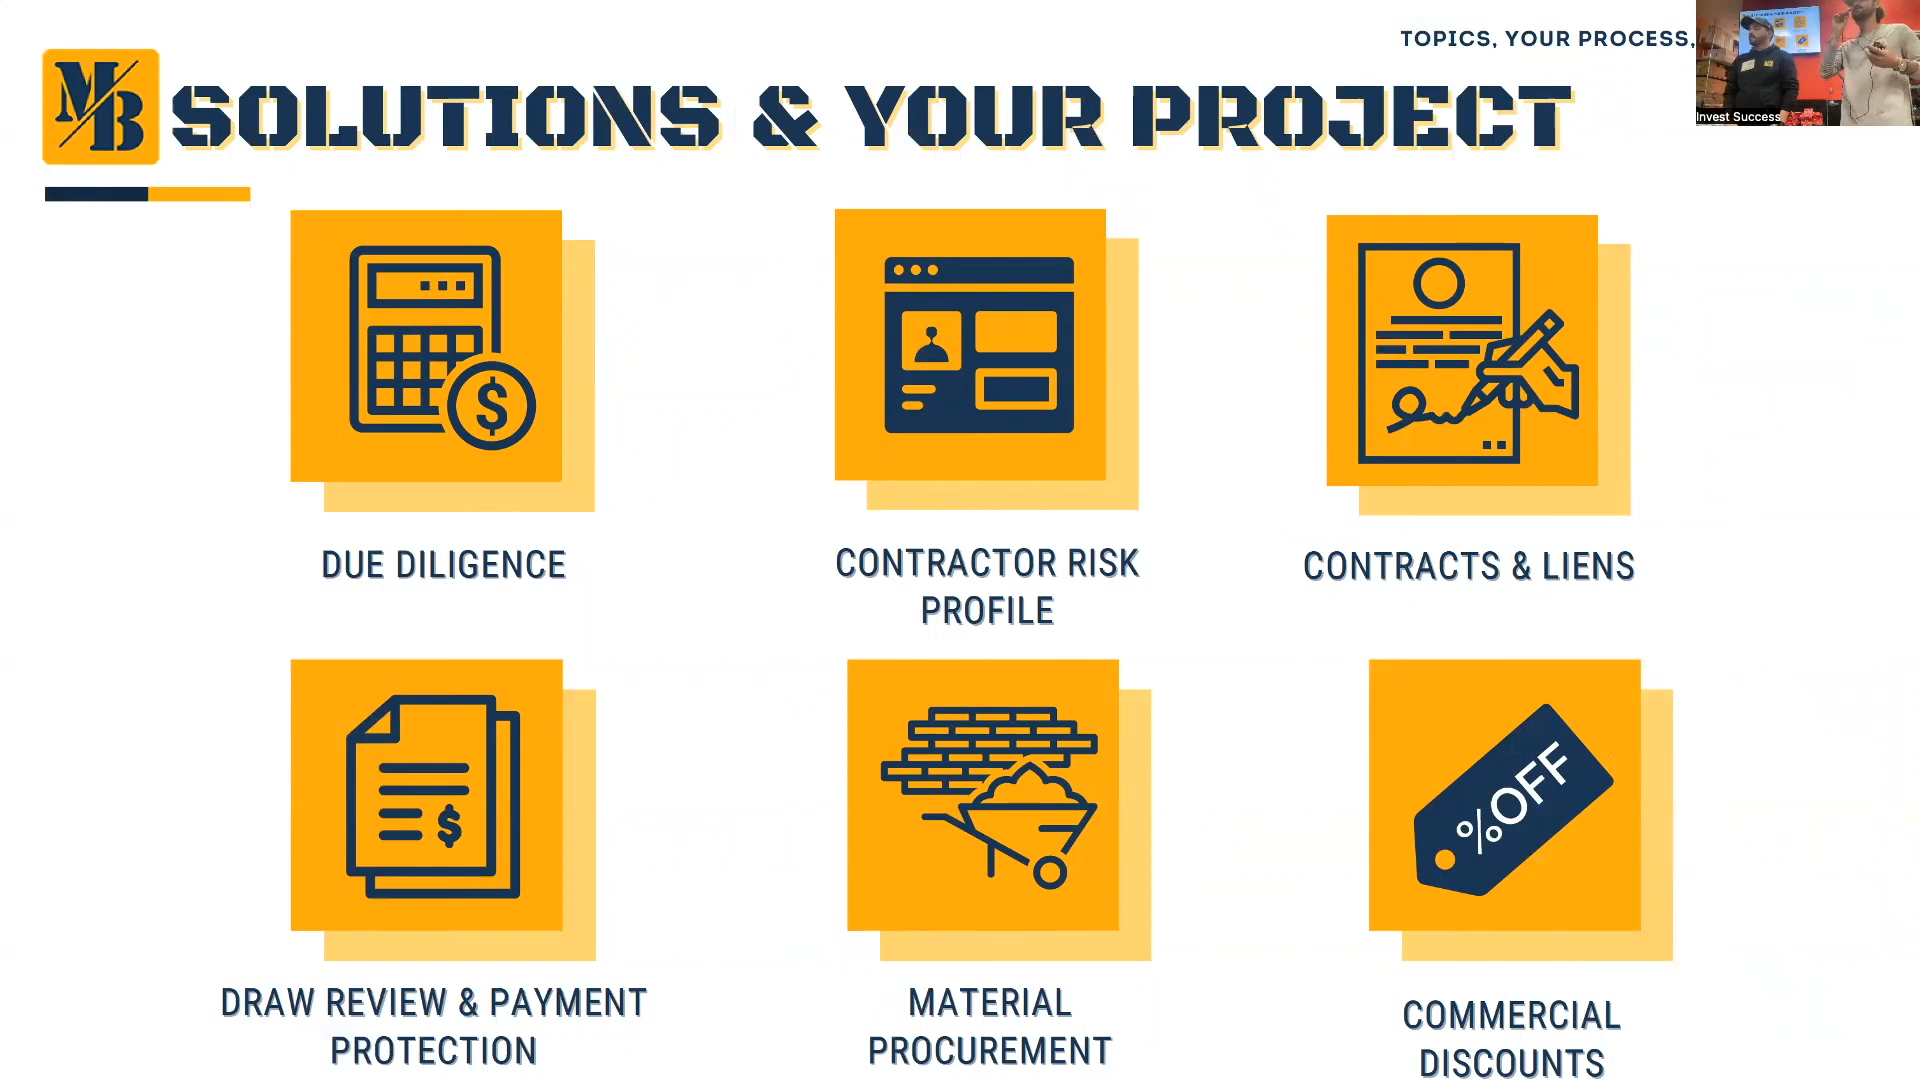 TOPICS, YOUR PROCESS,
M/B
SOLUTIONS & YOUR PROJECT
Invest Success
$
DUE DILIGENCE
CONTRACTOR RISK
PROFILE
CONTRACTS & LIENS
$
%OFF
DRAW REVIEW & PAYMENT
PROTECTION
MATERIAL
PROCUREMENT
COMMERCIAL
DISCOUNTS